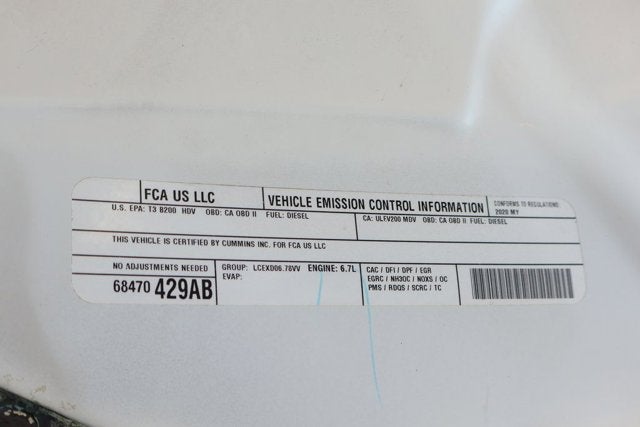 FCA US LLC
VEHICLE EMISSION CONTROL INFORMATION
CONFORMS TO REGULATIONS:
2020 MY
U.S. EPA: T3 B200 HDV OBD: CA OBD II FUEL: DIESEL
CA: ULEV200 MDV OBD: CA OBD II FUEL: DIESEL
THIS VEHICLE IS CERTIFIED BY CUMMINS INC. FOR FCA US LLC
NO ADJUSTMENTS NEEDED
68470 429AB
GROUP: LCEXD06.78VV ENGINE: 6.7L
EVAP:
CAC / DFI / DPF / EGR
EGRC / NH3OC / NOXS / OC
PMS / RDQS / SCRC / TC